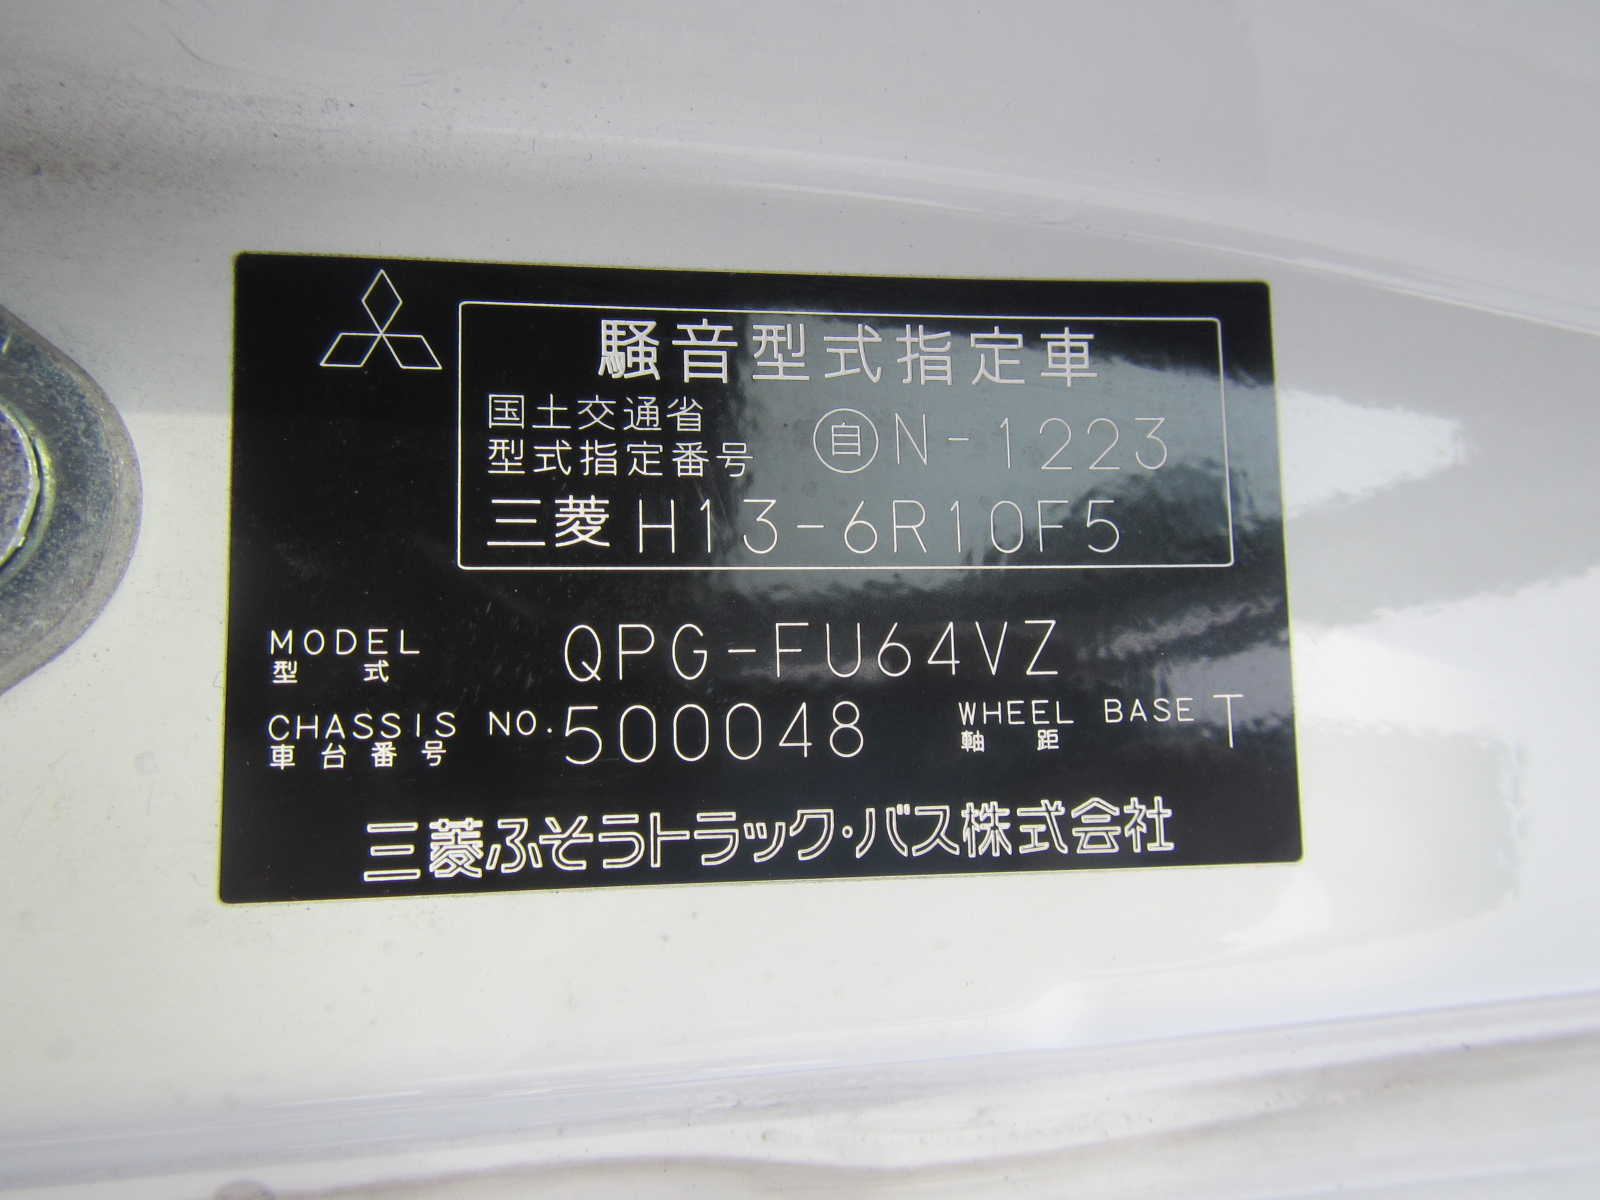 騒音型式指定車
国土交通省
型式指定番号 自N-1223
三菱 H13-6R10F5
MODEL QPG-FU64VZ
型式
CHASSIS NO. 500048 WHEEL BASE T
車台番号 軸距
三菱ふそうトラック・バス株式会社